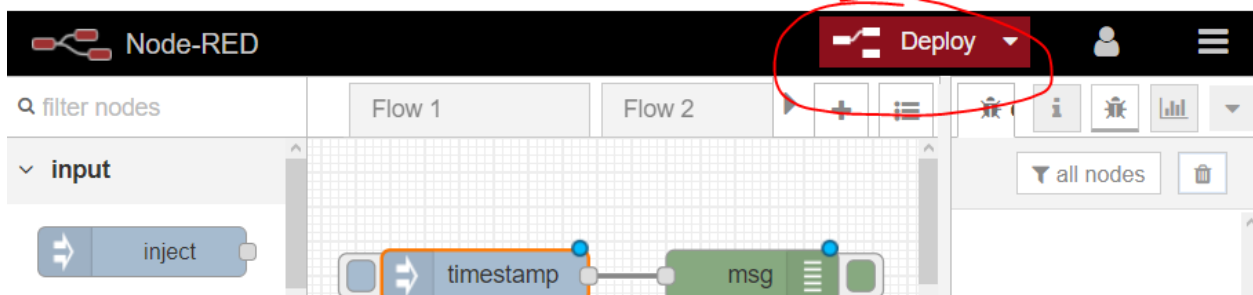 Node-RED
Deploy
filter nodes
Flow 1
Flow 2
all nodes
input
inject
timestamp
msg